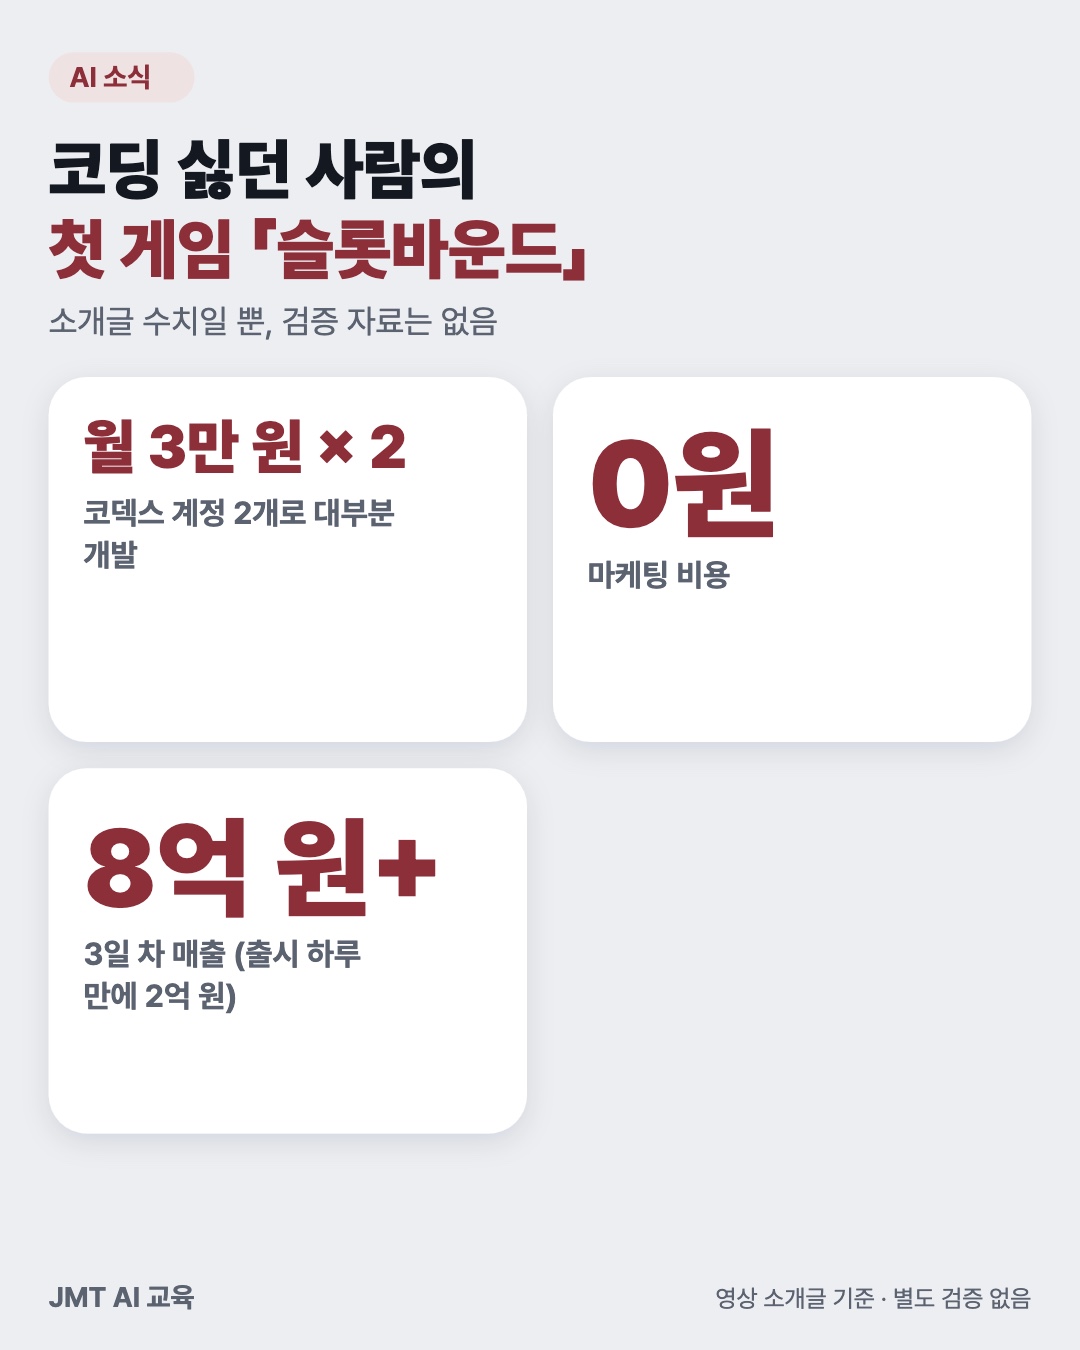 AI 소식
코딩 싫던 사람의
첫 게임 「슬롯바운드」
소개글 수치일 뿐, 검증 자료는 없음
월 3만 원 × 2
코덱스 계정 2개로 대부분
개발
0원
마케팅 비용
8억 원+
3일 차 매출 (출시 하루
만에 2억 원)
JMT AI 교육
영상 소개글 기준 · 별도 검증 없음